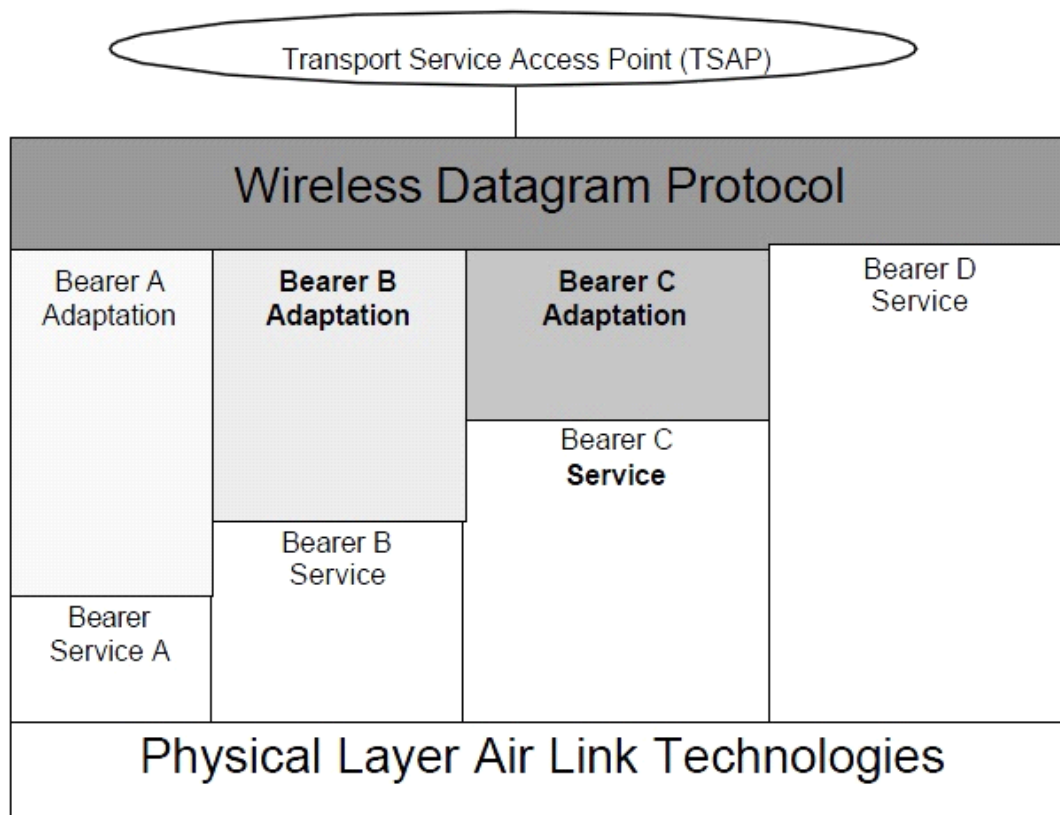 Transport Service Access Point (TSAP)
Wireless Datagram Protocol
Bearer A
Adaptation
Bearer B
Adaptation
Bearer C
Adaptation
Bearer D
Service
Bearer C
Service
Bearer B
Service
Bearer
Service A
Physical Layer Air Link Technologies